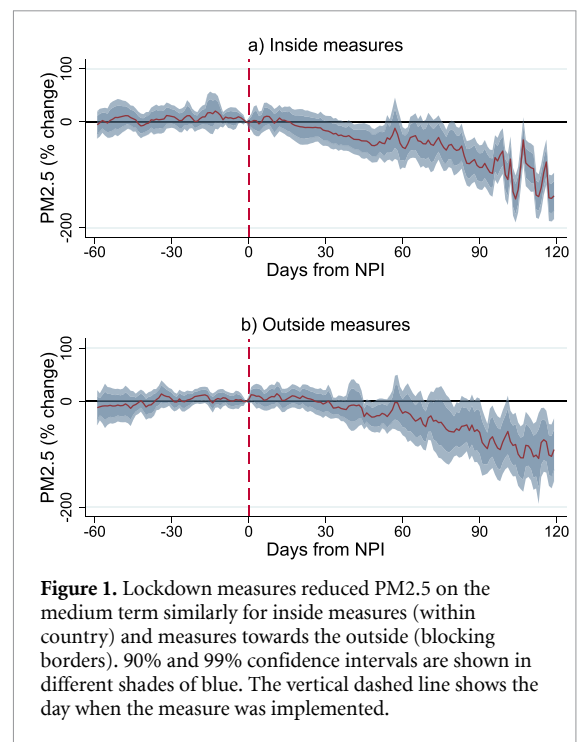 a) Inside measures
PM2.5 (% change)
100
0
-200
-60 -30 0 30 60 90 120
Days from NPI
b) Outside measures
PM2.5 (% change)
100
0
-200
-60 -30 0 30 60 90 120
Days from NPI
Figure 1. Lockdown measures reduced PM2.5 on the
medium term similarly for inside measures (within
country) and measures towards the outside (blocking
borders). 90% and 99% confidence intervals are shown in
different shades of blue. The vertical dashed line shows the
day when the measure was implemented.